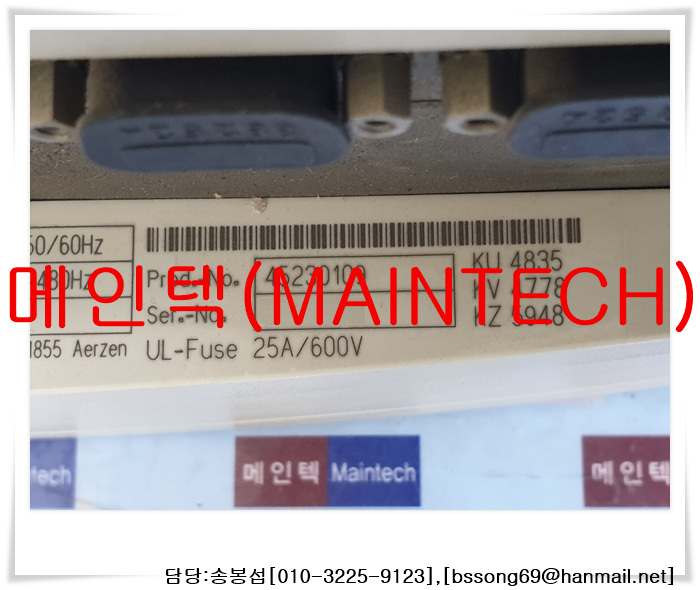 50/60Hz
480Hz
Prod.-No. 45230100
KU 4835
KV 4778
Ser.-No.
KZ 5948
1855 Aerzen
UL-Fuse 25A/600V
메인텍(MAINTECH)
메인텍 Maintech
메인텍
담당:송봉섭[010-3225-9123],[bssong69@hanmail.net]